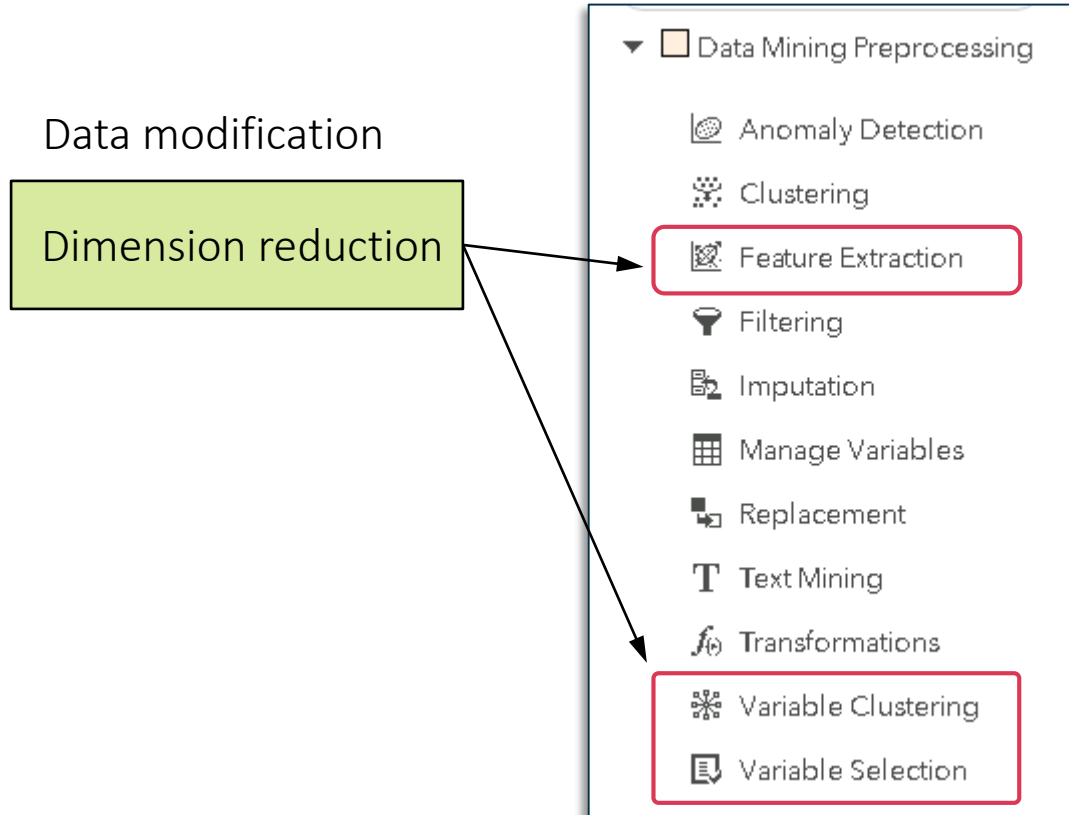 Data modification
Dimension reduction
Data Mining Preprocessing
Anomaly Detection
Clustering
Feature Extraction
Filtering
Imputation
Manage Variables
Replacement
T Text Mining
f(•) Transformations
Variable Clustering
Variable Selection